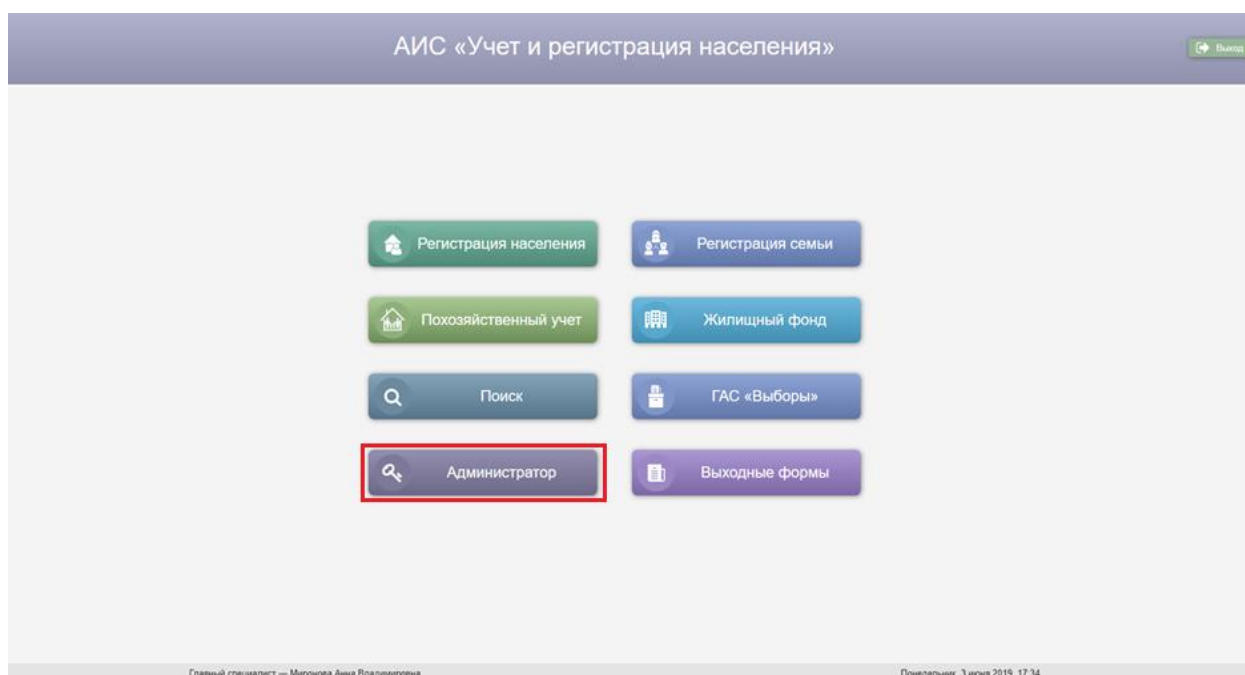 АИС «Учет и регистрация населения»
Выход
Регистрация населения
Регистрация семьи
Похозяйственный учет
Жилищный фонд
Поиск
ГАС «Выборы»
Администратор
Выходные формы
Главный специалист — Миронова Анна Владимировна
Понедельник, 3 июня 2019, 17:34